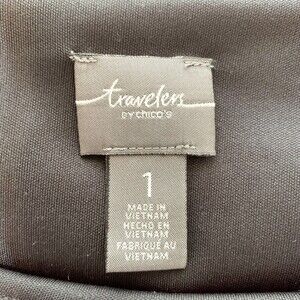 travelers
BY chico's
1
MADE IN
VIETNAM
HECHO EN
VIETNAM
FABRIQUÉ AU
VIETNAM